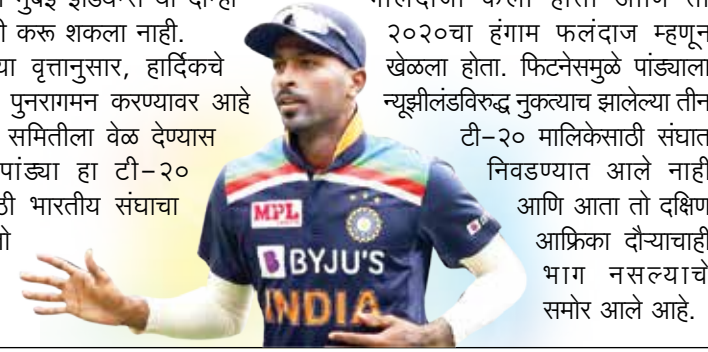 मुंबई इंडियन्स या दोन्ही
करू शकला नाही.
वृत्तानुसार, हार्दिकचे
पुनरागमन करण्यावर आहे
समितीला वेळ देण्यास
पांड्या हा टी-२०
भारतीय संघाचा
गोलंदाजी केली होती आणि तो
२०२०चा हंगाम फलंदाज म्हणून
खेळला होता. फिटनेसमुळे पांड्याला
न्यूझीलंडविरुद्ध नुकत्याच झालेल्या तीन
टी-२० मालिकेसाठी संघात
निवडण्यात आले नाही
आणि आता तो दक्षिण
आफ्रिका दौऱ्याचाही
भाग नसल्याचे
समोर आले आहे.
MPL
BYJU'S
INDIA